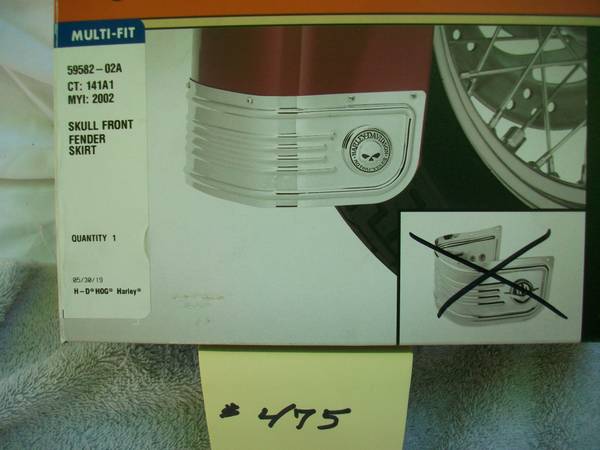 MULTI-FIT
59582-02A
CT: 141A1
MYI: 2002
SKULL FRONT
FENDER
SKIRT
QUANTITY 1
05/30/19
H-D® HOG® Harley®
HARLEY-DAVIDSON
MOTORCYCLES
# 475